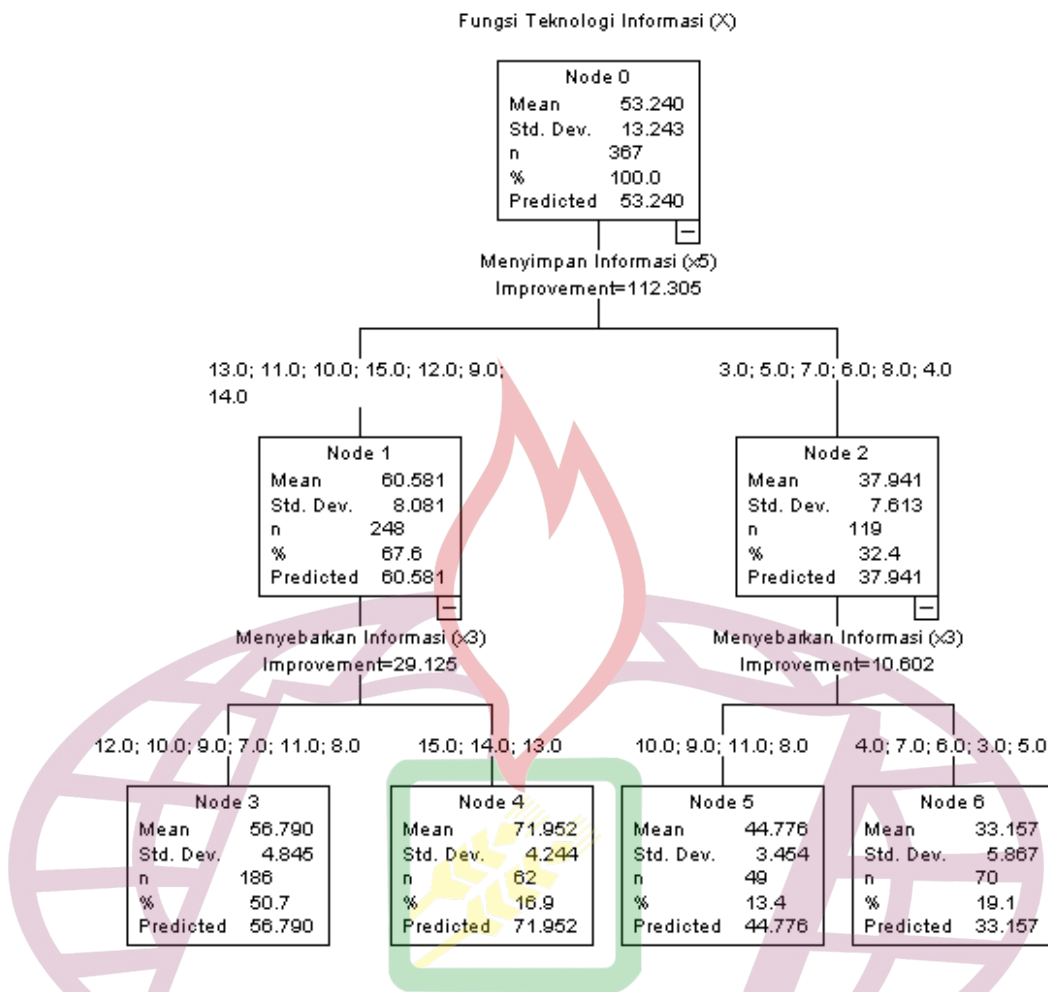 Fungsi Teknologi Informasi (X)
Node 0
Mean 53.240
Std. Dev. 13.243
n 367
% 100.0
Predicted 53.240
Menyimpan Informasi (x5)
Improvement=112.305
13.0; 11.0; 10.0; 15.0; 12.0; 9.0;
14.0
3.0; 5.0; 7.0; 6.0; 8.0; 4.0
Node 1
Mean 60.581
Std. Dev. 8.081
n 248
% 67.6
Predicted 60.581
Node 2
Mean 37.941
Std. Dev. 7.613
n 119
% 32.4
Predicted 37.941
Menyebarkan Informasi (x3)
Improvement=29.125
Menyebarkan Informasi (x3)
Improvement=10.602
12.0; 10.0; 9.0; 7.0; 11.0; 8.0
15.0; 14.0; 13.0
10.0; 9.0; 11.0; 8.0
4.0; 7.0; 6.0; 3.0; 5.0
Node 3
Mean 56.790
Std. Dev. 4.845
n 186
% 50.7
Predicted 56.790
Node 4
Mean 71.952
Std. Dev. 4.244
n 62
% 16.9
Predicted 71.952
Node 5
Mean 44.776
Std. Dev. 3.454
n 49
% 13.4
Predicted 44.776
Node 6
Mean 33.157
Std. Dev. 5.867
n 70
% 19.1
Predicted 33.157